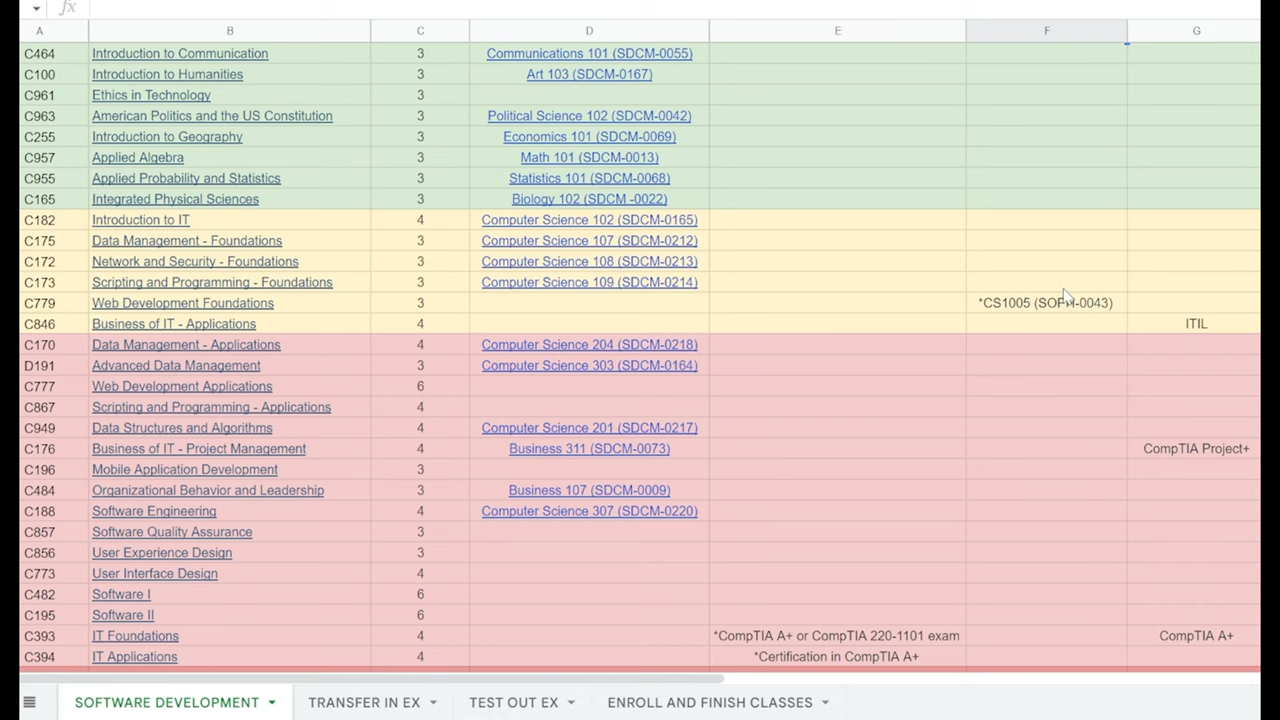 fx
A B C D E F G
C464 Introduction to Communication 3 Communications 101 (SDCM-0055)
C100 Introduction to Humanities 3 Art 103 (SDCM-0167)
C961 Ethics in Technology 3
C963 American Politics and the US Constitution 3 Political Science 102 (SDCM-0042)
C255 Introduction to Geography 3 Economics 101 (SDCM-0069)
C957 Applied Algebra 3 Math 101 (SDCM-0013)
C955 Applied Probability and Statistics 3 Statistics 101 (SDCM-0068)
C165 Integrated Physical Sciences 3 Biology 102 (SDCM -0022)
C182 Introduction to IT 4 Computer Science 102 (SDCM-0165)
C175 Data Management - Foundations 3 Computer Science 107 (SDCM-0212)
C172 Network and Security - Foundations 3 Computer Science 108 (SDCM-0213)
C173 Scripting and Programming - Foundations 3 Computer Science 109 (SDCM-0214)
C779 Web Development Foundations 3 *CS1005 (SOPH-0043)
C846 Business of IT - Applications 4 ITIL
C170 Data Management - Applications 4 Computer Science 204 (SDCM-0218)
D191 Advanced Data Management 3 Computer Science 303 (SDCM-0164)
C777 Web Development Applications 6
C867 Scripting and Programming - Applications 4
C949 Data Structures and Algorithms 4 Computer Science 201 (SDCM-0217)
C176 Business of IT - Project Management 4 Business 311 (SDCM-0073) CompTIA Project+
C196 Mobile Application Development 3
C484 Organizational Behavior and Leadership 3 Business 107 (SDCM-0009)
C188 Software Engineering 4 Computer Science 307 (SDCM-0220)
C857 Software Quality Assurance 3
C856 User Experience Design 3
C773 User Interface Design 4
C482 Software I 6
C195 Software II 6
C393 IT Foundations 4 *CompTIA A+ or CompTIA 220-1101 exam CompTIA A+
C394 IT Applications 4 *Certification in CompTIA A+
SOFTWARE DEVELOPMENT TRANSFER IN EX TEST OUT EX ENROLL AND FINISH CLASSES